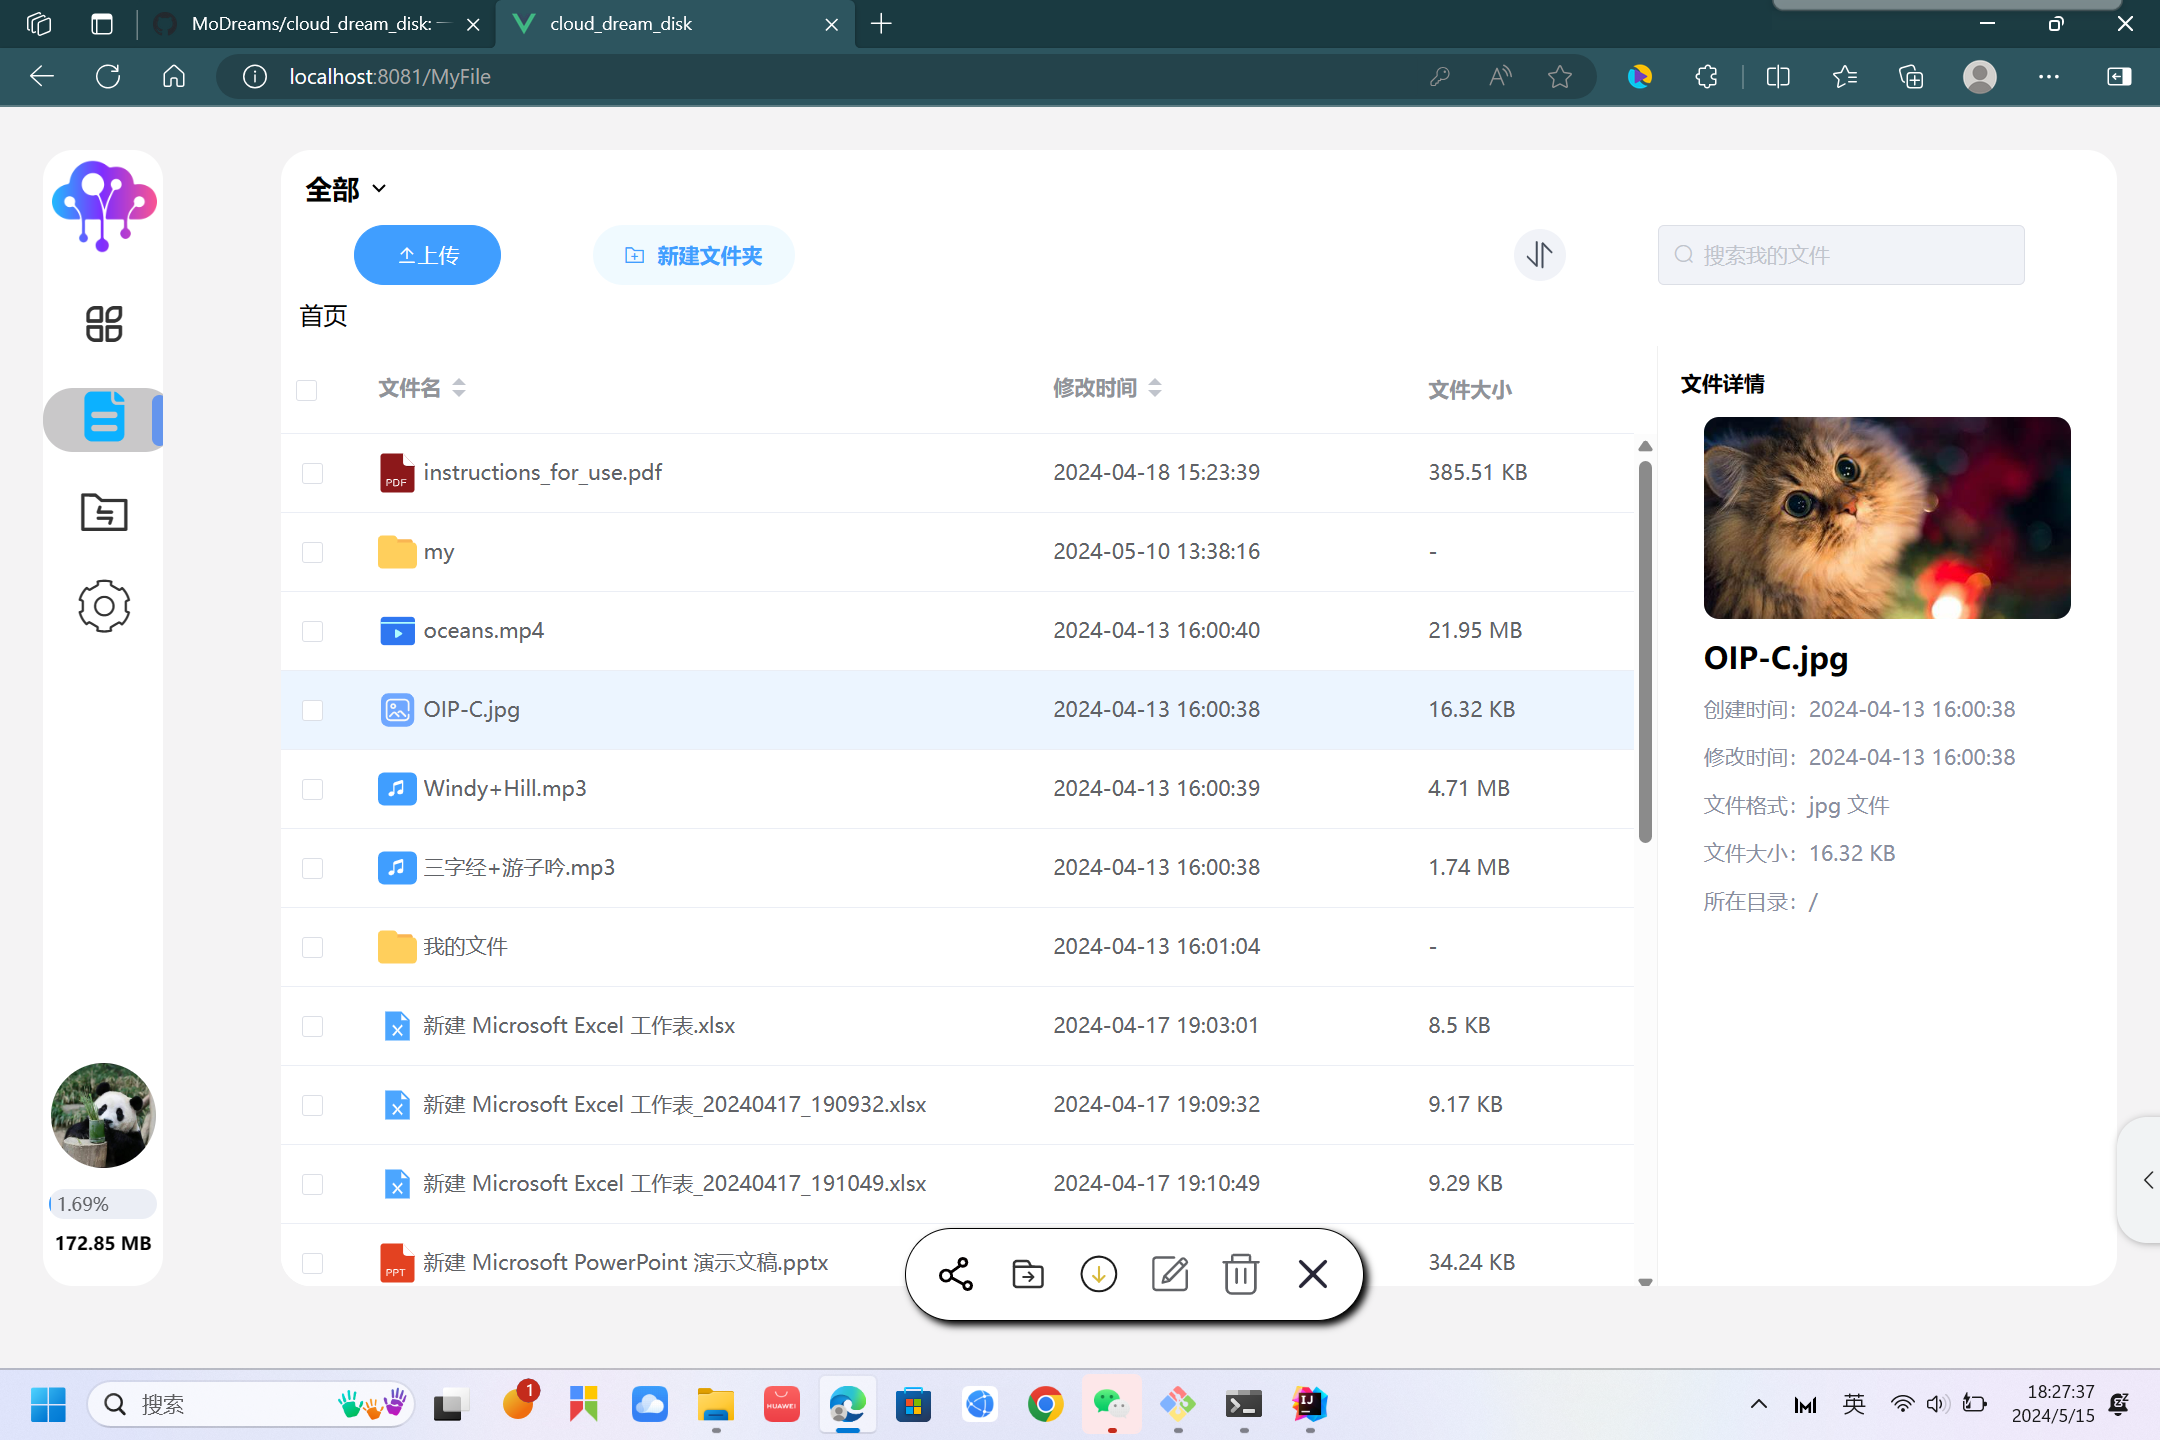 MoDreams/cloud_dream_disk: 一
cloud_dream_disk
localhost:8081/MyFile
全部
上传
新建文件夹
搜索我的文件
首页
文件名 修改时间 文件大小
instructions_for_use.pdf 2024-04-18 15:23:39 385.51 KB
my 2024-05-10 13:38:16 -
oceans.mp4 2024-04-13 16:00:40 21.95 MB
OIP-C.jpg 2024-04-13 16:00:38 16.32 KB
Windy+Hill.mp3 2024-04-13 16:00:39 4.71 MB
三字经+游子吟.mp3 2024-04-13 16:00:38 1.74 MB
我的文件 2024-04-13 16:01:04 -
新建 Microsoft Excel 工作表.xlsx 2024-04-17 19:03:01 8.5 KB
新建 Microsoft Excel 工作表_20240417_190932.xlsx 2024-04-17 19:09:32 9.17 KB
新建 Microsoft Excel 工作表_20240417_191049.xlsx 2024-04-17 19:10:49 9.29 KB
新建 Microsoft PowerPoint 演示文稿.pptx 34.24 KB
PDF
PPT
文件详情
OIP-C.jpg
创建时间：2024-04-13 16:00:38
修改时间：2024-04-13 16:00:38
文件格式：jpg 文件
文件大小：16.32 KB
所在目录：/
1.69%
172.85 MB
搜索
1
HUAWEI
IJ
英
18:27:37
2024/5/15